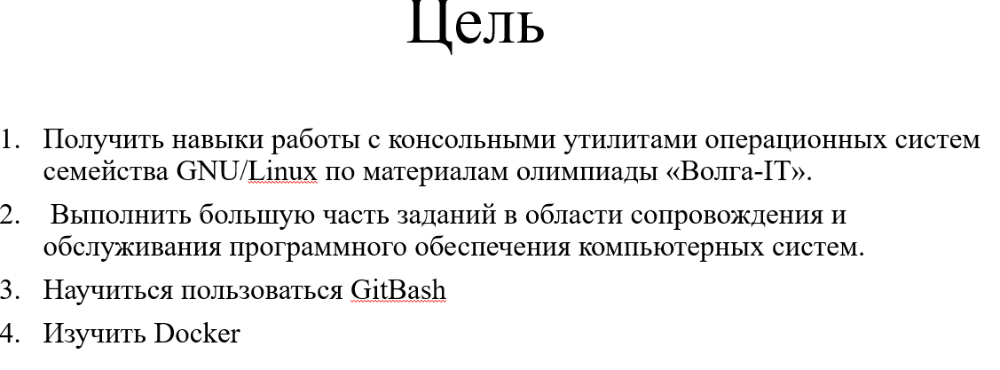 Цель
1. Получить навыки работы с консольными утилитами операционных систем
семейства GNU/Linux по материалам олимпиады «Волга-IT».
2. Выполнить большую часть заданий в области сопровождения и
обслуживания программного обеспечения компьютерных систем.
3. Научиться пользоваться GitBash
4. Изучить Docker